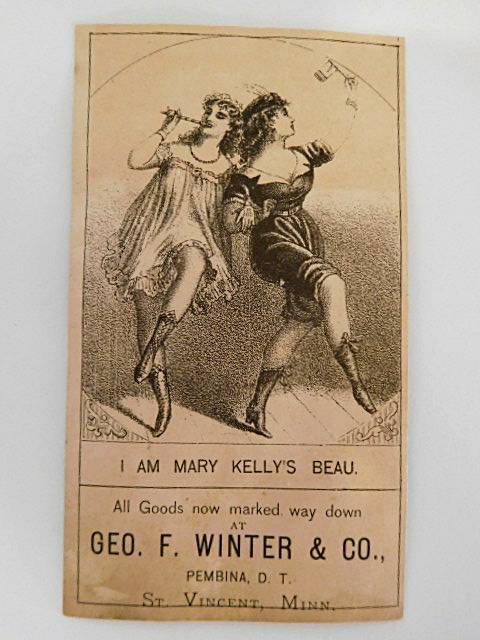 I AM MARY KELLY'S BEAU.
All Goods now marked way down
AT
GEO. F. WINTER & CO.,
PEMBINA, D. T.
ST. VINCENT, MINN.